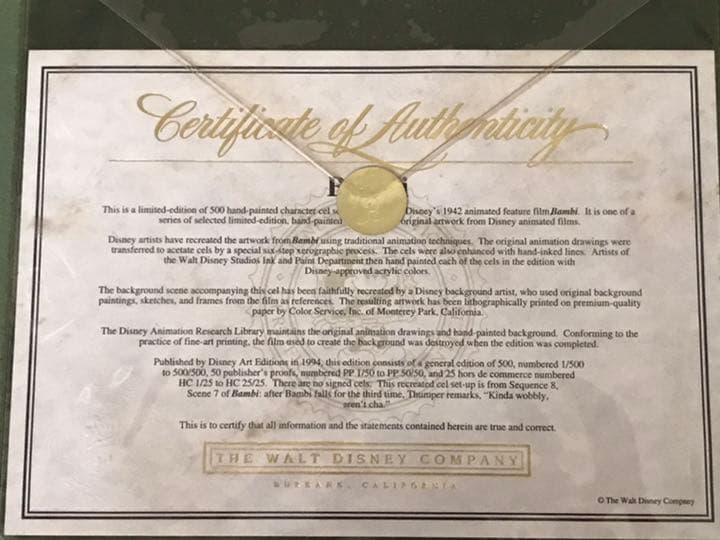 Certificate of Authenticity
This is a limited-edition of 500 hand-painted character cel Disney's 1942 animated feature film Bambi. It is one of a
series of selected limited-edition, hand-painted original artwork from Disney animated films.
Disney artists have recreated the artwork from Bambi using traditional animation techniques. The original animation drawings were
transferred to acetate cels by a special six-step xerographic process. The cels were also enhanced with hand-inked lines. Artists of
the Walt Disney Studios Ink and Paint Department then hand painted each of the cels in the edition with
Disney-approved acrylic colors.
The background scene accompanying this cel has been faithfully recreated by a Disney background artist, who used original background
paintings, sketches, and frames from the film as references. The resulting artwork has been lithographically printed on premium-quality
paper by Color Service, Inc. of Monterey Park, California.
The Disney Animation Research Library maintains the original animation drawings and hand-painted background. Conforming to the
practice of fine-art printing, the film used to create the background was destroyed when the edition was completed.
Published by Disney Art Editions in 1994, this edition consists of a general edition of 500, numbered 1/500
to 500/500, 50 publisher's proofs, numbered PP 1/50 to PP 50/50, and 25 hors de commerce numbered
HC 1/25 to HC 25/25. There are no signed cels. This recreated cel set-up is from Sequence 8,
Scene 7 of Bambi: after Bambi falls for the third time, Thumper remarks, "Kinda wobbly,
aren't cha."
This is to certify that all information and the statements contained herein are true and correct.
THE WALT DISNEY COMPANY
BURBANK, CALIFORNIA
© The Walt Disney Company